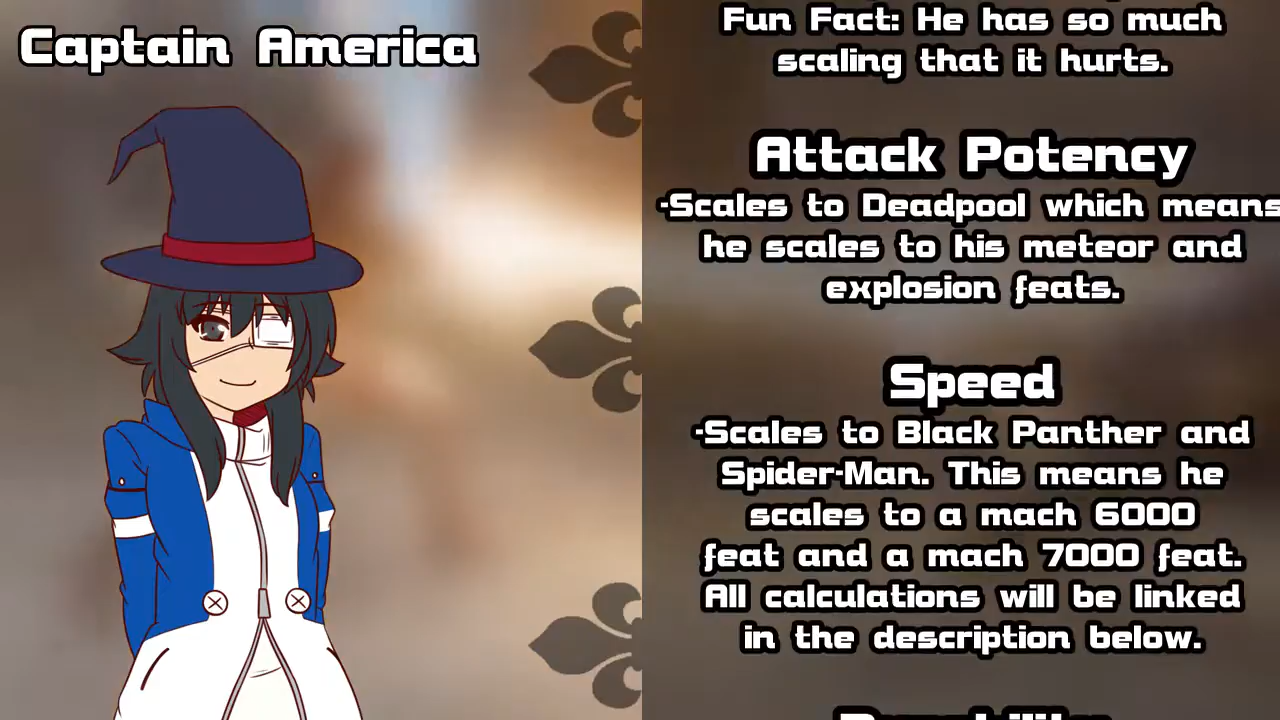 Captain America
Fun Fact: He has so much
scaling that it hurts.
Attack Potency
-Scales to Deadpool which means
he scales to his meteor and
explosion feats.
Speed
-Scales to Black Panther and
Spider-Man. This means he
scales to a mach 6000
feat and a mach 7000 feat.
All calculations will be linked
in the description below.